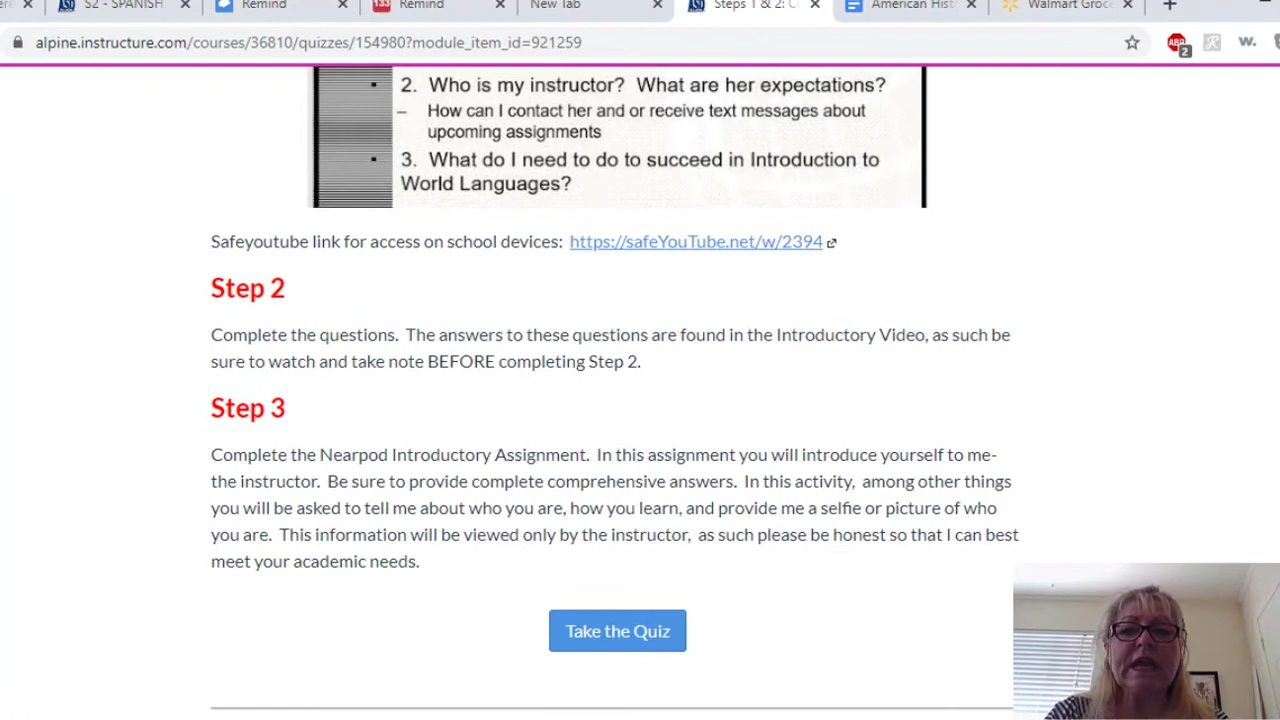 S2 - SPANISH
Remind
133 Remind
New Tab
Steps 1 & 2: C
American Hist
Walmart Groc
alpine.instructure.com/courses/36810/quizzes/154980?module_item_id=921259
ABP
2
w.
2. Who is my instructor? What are her expectations?
– How can I contact her and or receive text messages about
upcoming assignments
3. What do I need to do to succeed in Introduction to
World Languages?
Safeyoutube link for access on school devices: https://safeYouTube.net/w/2394
Step 2
Complete the questions. The answers to these questions are found in the Introductory Video, as such be
sure to watch and take note BEFORE completing Step 2.
Step 3
Complete the Nearpod Introductory Assignment. In this assignment you will introduce yourself to me-
the instructor. Be sure to provide complete comprehensive answers. In this activity, among other things
you will be asked to tell me about who you are, how you learn, and provide me a selfie or picture of who
you are. This information will be viewed only by the instructor, as such please be honest so that I can best
meet your academic needs.
Take the Quiz